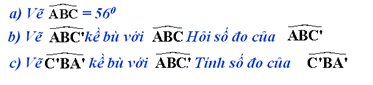 a) Vẽ ABC = 56⁰
b) Vẽ ABC' kề bù với ABC Hỏi số đo của ABC'
c) Vẽ C'BA' kề bù với ABC'. Tính số đo của C'BA'